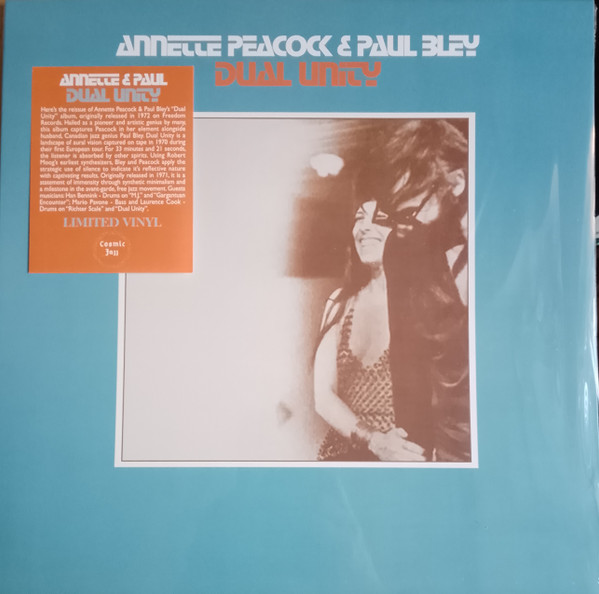 ANNETTE PEACOCK & PAUL BLEY
DUAL UNITY
ANNETTE & PAUL
DUAL UNITY
Here's the reissue of Annette Peacock & Paul Bley's "Dual
Unity" album, originally released in 1972 on Freedom
Records. Hailed as a pioneer and artistic genius by many,
this album captures Peacock in her element alongside
husband, Canadian jazz genius Paul Bley. Dual Unity is a
landscape of aural vision captured on tape in 1970 during
their first European tour. For 33 minutes and 21 seconds,
the listener is absorbed by other spirits. Using Robert
Moog's earliest synthesizers, Bley and Peacock apply the
strategic use of silence to indicate it's reflective nature
with captivating results. Originally released in 1971, it is a
statement of immensity through synthetic minimalism and
a milestone in the avant-garde, free jazz movement. Guests
musicians: Han Bennink - Drums on "M.J." and "Gargantuan
Encounter"; Mario Pavone - Bass and Laurence Cook -
Drums on "Richter Scale" and "Dual Unity".
LIMITED VINYL
Cosmic
Jazz